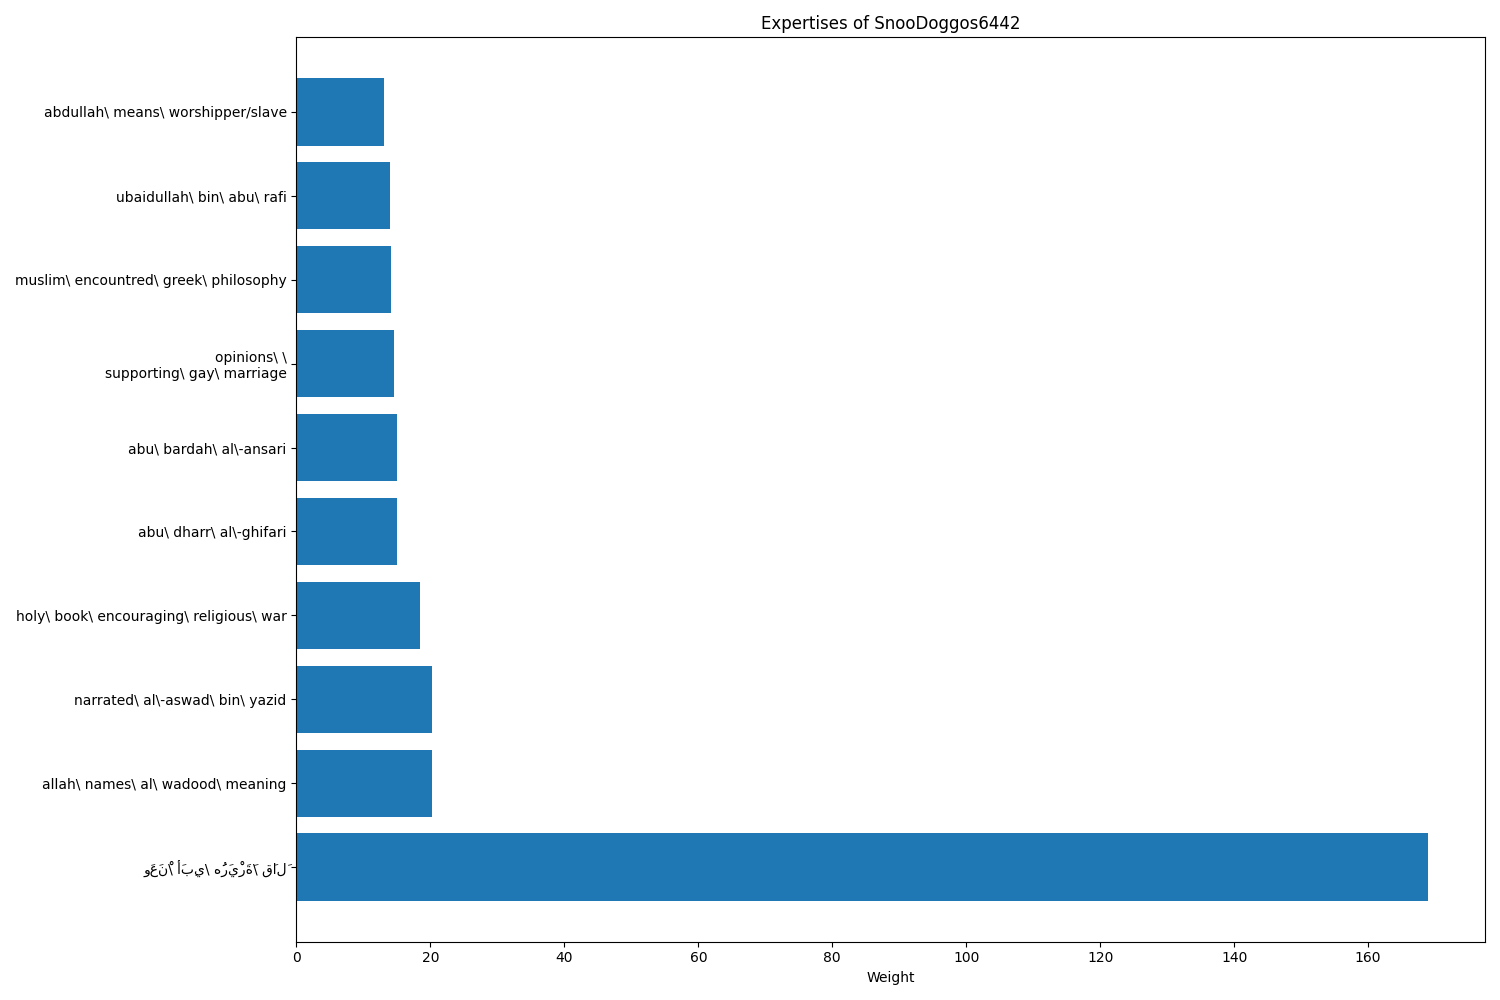 Expertises of SnooDoggos6442
abdullah\ means\ worshipper/slave
ubaidullah\ bin\ abu\ rafi
muslim\ encountred\ greek\ philosophy
opinions\ \
supporting\ gay\ marriage
abu\ bardah\ al\-ansari
abu\ dharr\ al\-ghifari
holy\ book\ encouraging\ religious\ war
narrated\ al\-aswad\ bin\ yazid
allah\ names\ al\ wadood\ meaning
وَعَنْ\ أَبِي\ هُرَيْرَةَ\ قَالَ
0 20 40 60 80 100 120 140 160
Weight